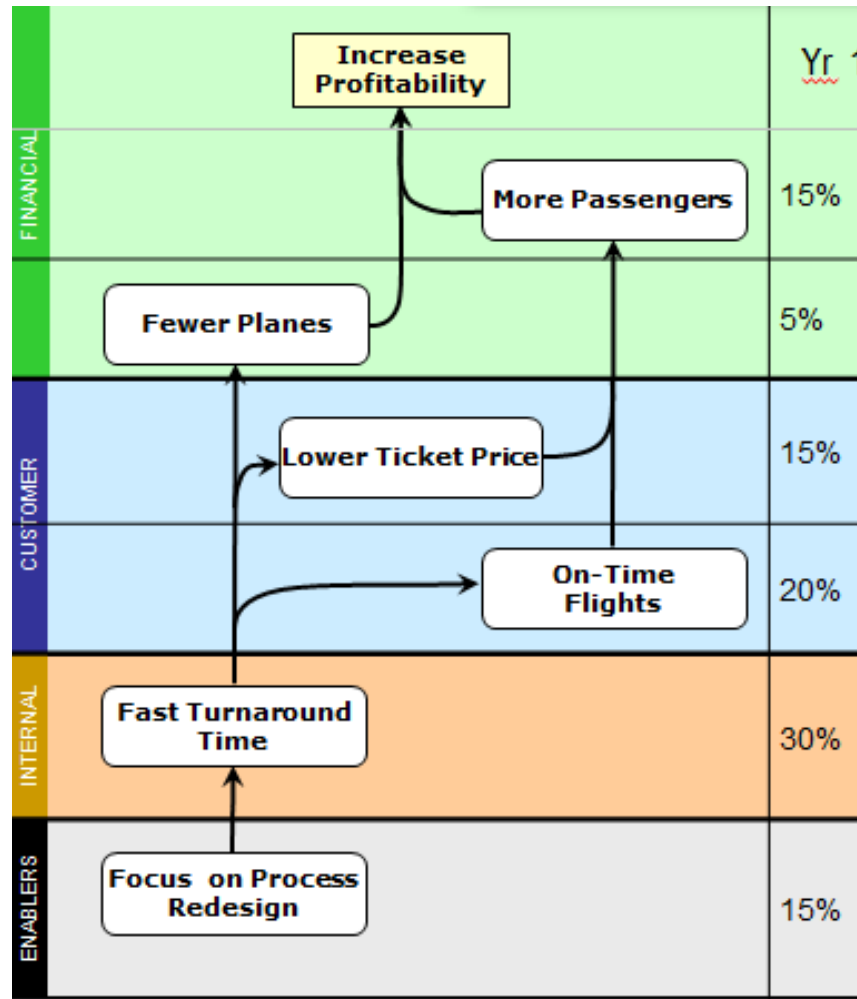 Increase
Profitability
Yr
FINANCIAL
More Passengers
15%
Fewer Planes
5%
CUSTOMER
Lower Ticket Price
15%
On-Time
Flights
20%
INTERNAL
Fast Turnaround
Time
30%
ENABLERS
Focus on Process
Redesign
15%